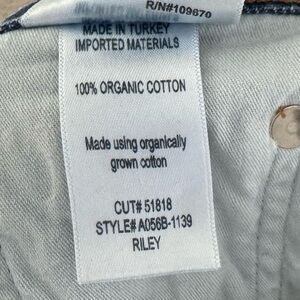 R/N#109870
MADE IN TURKEY
IMPORTED MATERIALS
100% ORGANIC COTTON
Made using organically
grown cotton
CUT# 51818
STYLE# A056B-1139
RILEY